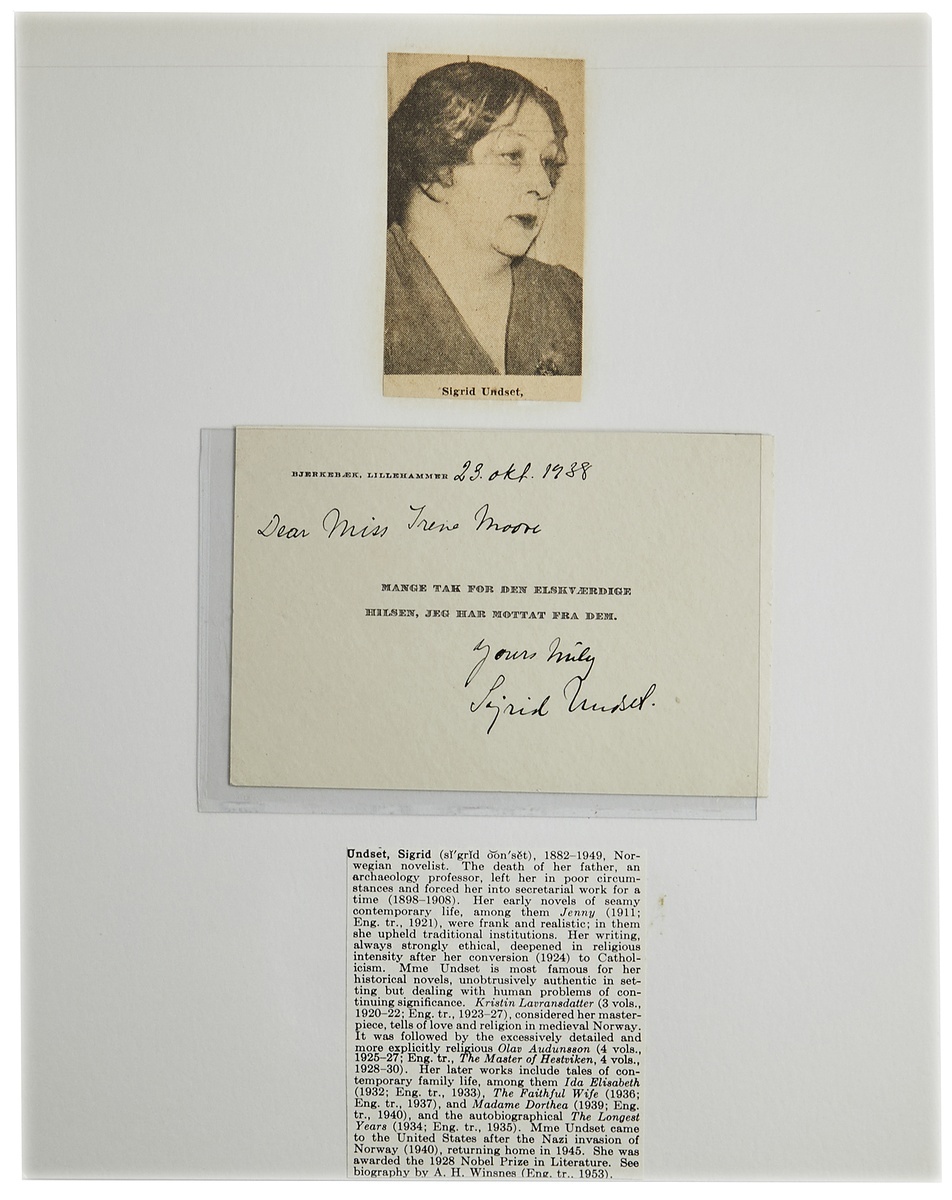 Sigrid Undset,
BJERKEBÆK, LILLEHAMMER 23. okt. 1938
Dear Miss Irene Moore
MANGE TAK FOR DEN ELSKVÆRDIGE
HILSEN, JEG HAR MOTTAT FRA DEM.
Yours truly
Sigrid Undset.
Undset, Sigrid (sĭ′grĭd o͝on′sĕt), 1882–1949, Nor-
wegian novelist. The death of her father, an
archaeology professor, left her in poor circum-
stances and forced her into secretarial work for a
time (1898–1908). Her early novels of seamy
contemporary life, among them Jenny (1911;
Eng. tr., 1921), were frank and realistic; in them
she upheld traditional institutions. Her writing,
always strongly ethical, deepened in religious
intensity after her conversion (1924) to Cathol-
icism. Mme Undset is most famous for her
historical novels, unobtrusively authentic in set-
ting but dealing with human problems of con-
tinuing significance. Kristin Lavransdatter (3 vols.,
1920–22; Eng. tr., 1923–27), considered her master-
piece, tells of love and religion in medieval Norway.
It was followed by the excessively detailed and
more explicitly religious Olav Audunsson (4 vols.,
1925–27; Eng. tr., The Master of Hestviken, 4 vols.,
1928–30). Her later works include tales of con-
temporary family life, among them Ida Elisabeth
(1932; Eng. tr., 1933), The Faithful Wife (1936;
Eng. tr., 1937), and Madame Dorthea (1939; Eng.
tr., 1940), and the autobiographical The Longest
Years (1934; Eng. tr., 1935). Mme Undset came
to the United States after the Nazi invasion of
Norway (1940), returning home in 1945. She was
awarded the 1928 Nobel Prize in Literature. See
biography by A. H. Winsnes (Eng. tr., 1953).